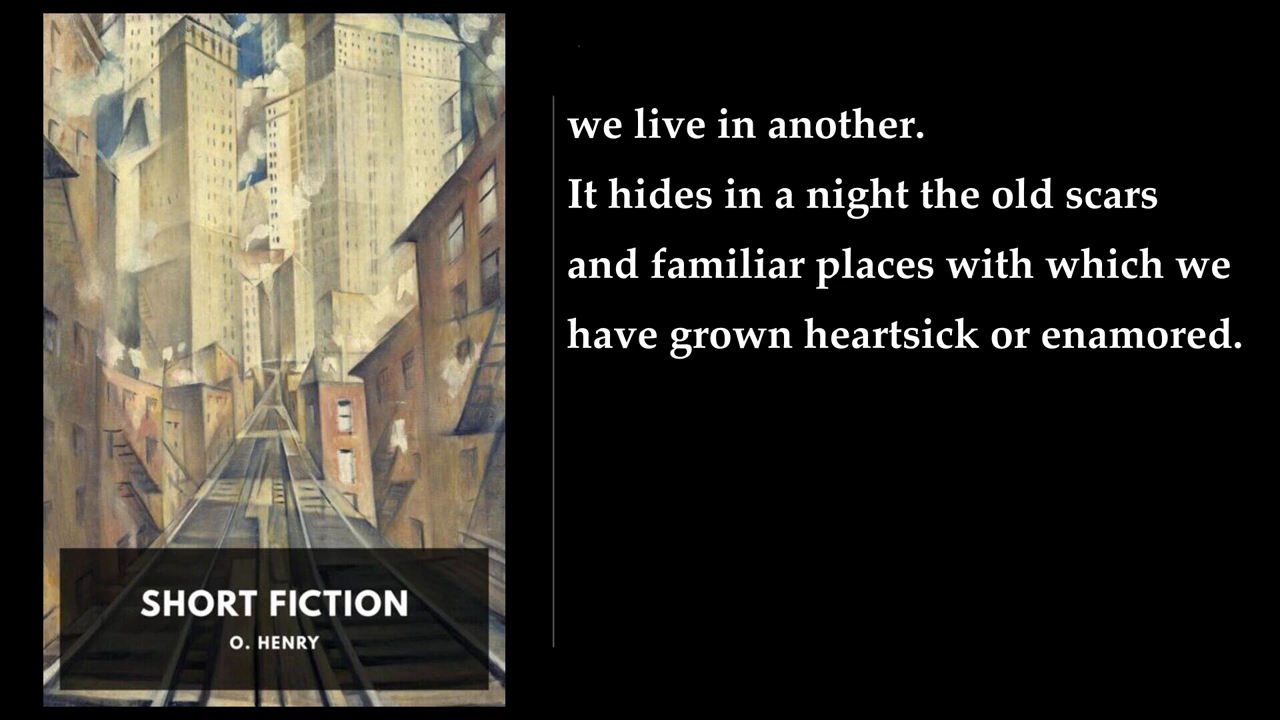 we live in another.
It hides in a night the old scars
and familiar places with which we
have grown heartsick or enamored.
SHORT FICTION
O. HENRY